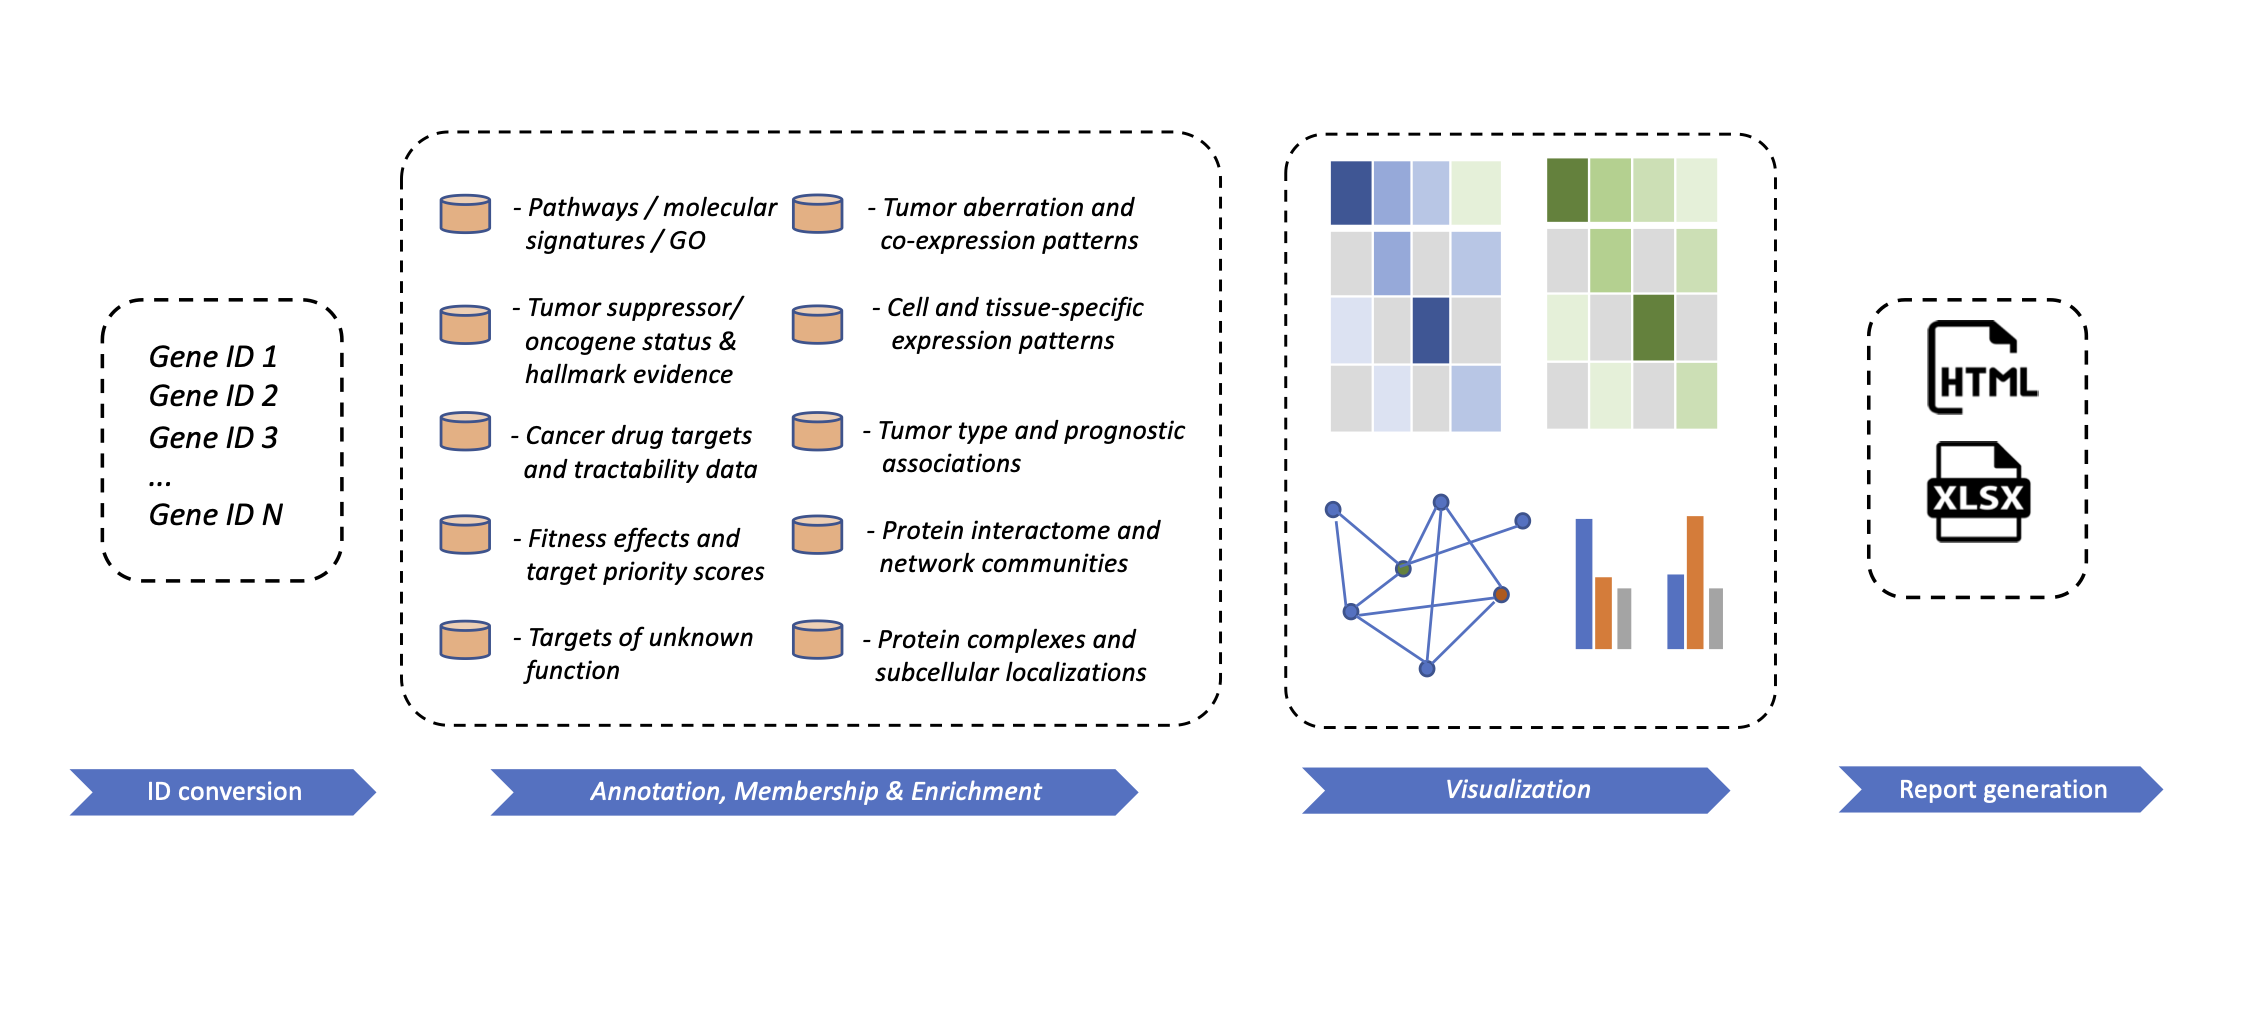 Gene ID 1
Gene ID 2
Gene ID 3
...
Gene ID N
- Pathways / molecular
signatures / GO
- Tumor suppressor/
oncogene status &
hallmark evidence
- Cancer drug targets
and tractability data
- Fitness effects and
target priority scores
- Targets of unknown
function
- Tumor aberration and
co-expression patterns
- Cell and tissue-specific
expression patterns
- Tumor type and prognostic
associations
- Protein interactome and
network communities
- Protein complexes and
subcellular localizations
HTML
XLSX
ID conversion
Annotation, Membership & Enrichment
Visualization
Report generation